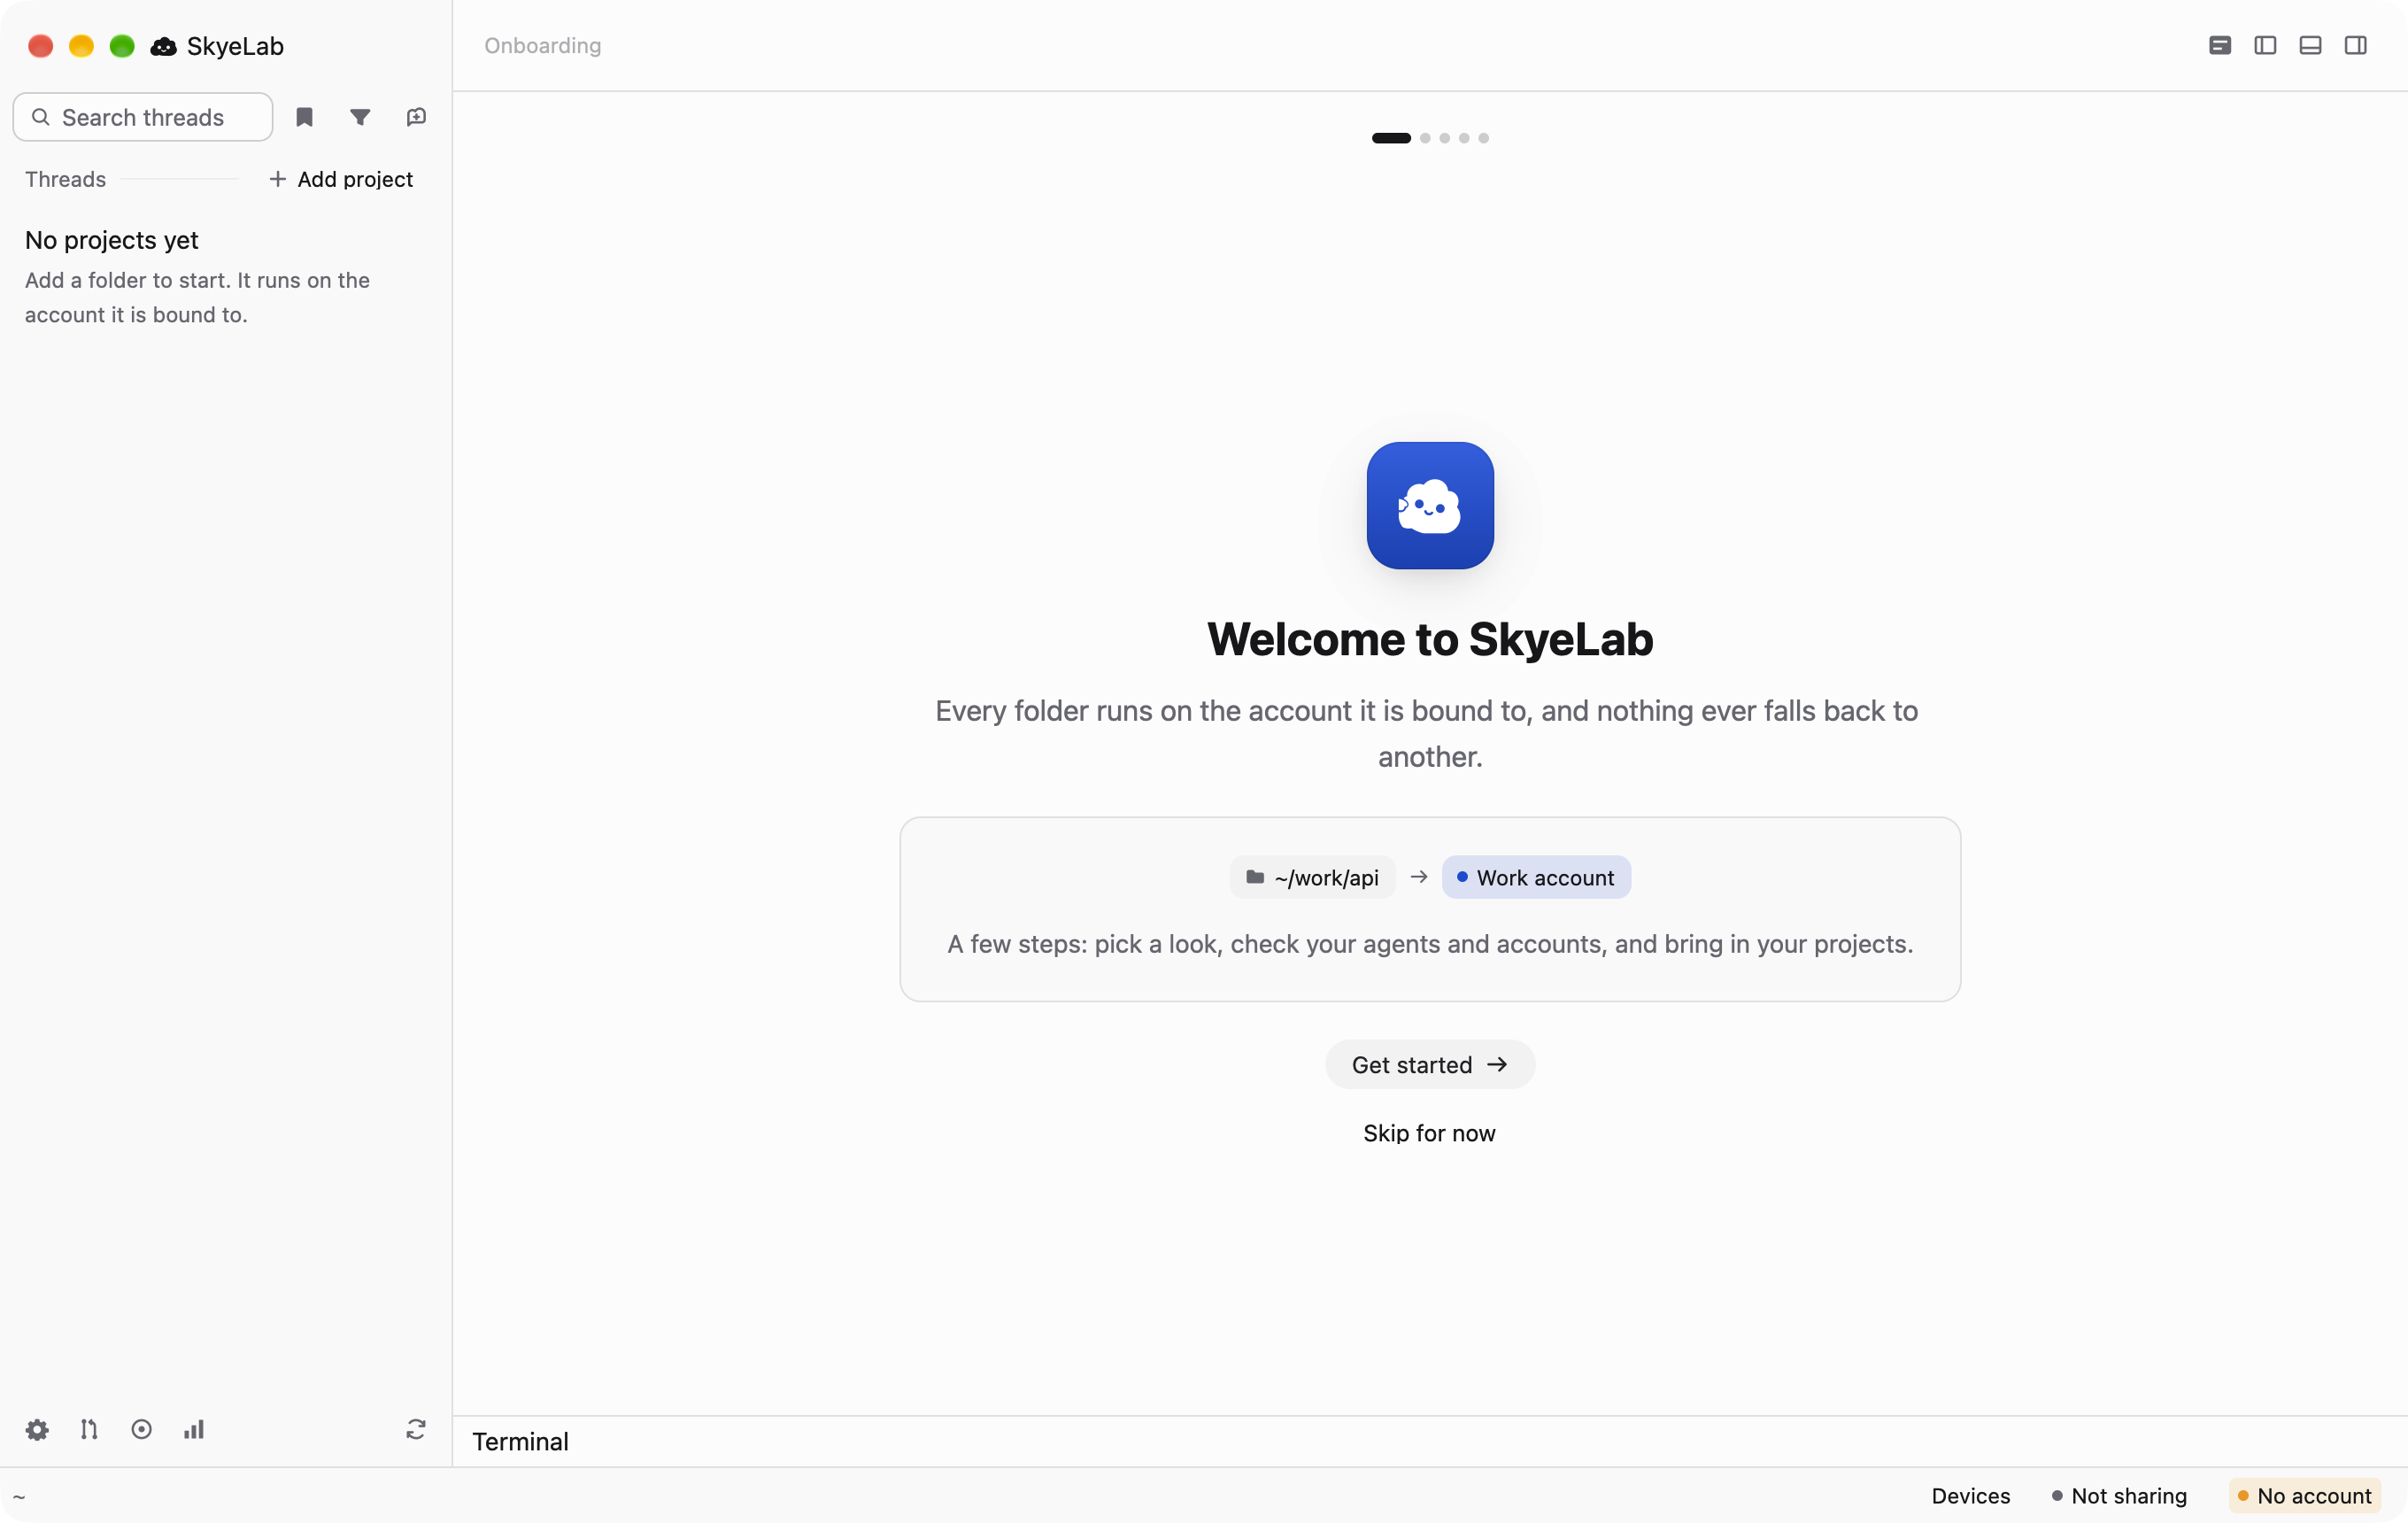 SkyeLab
Onboarding
Search threads
Threads
Add project
No projects yet
Add a folder to start. It runs on the
account it is bound to.
Welcome to SkyeLab
Every folder runs on the account it is bound to, and nothing ever falls back to
another.
~/work/api → Work account
A few steps: pick a look, check your agents and accounts, and bring in your projects.
Get started →
Skip for now
Terminal
~
Devices
Not sharing
No account